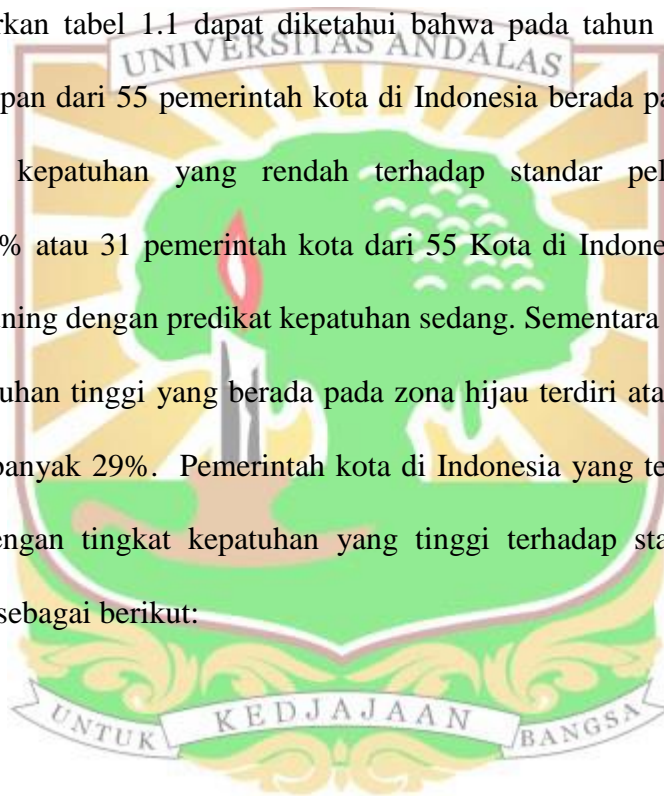 rkan tabel 1.1 dapat diketahui bahwa pada tahun
UNIVERSITAS ANDALAS
pan dari 55 pemerintah kota di Indonesia berada pa
kepatuhan yang rendah terhadap standar pel
% atau 31 pemerintah kota dari 55 Kota di Indone
ning dengan predikat kepatuhan sedang. Sementara
uhan tinggi yang berada pada zona hijau terdiri ata
banyak 29%. Pemerintah kota di Indonesia yang te
engan tingkat kepatuhan yang tinggi terhadap sta
sebagai berikut:
UNTUK KEDJAJAAN BANGSA